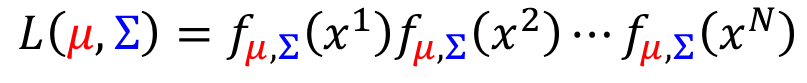 L(μ, Σ) = f_{μ,Σ}(x^1)f_{μ,Σ}(x^2) ⋯ f_{μ,Σ}(x^N)